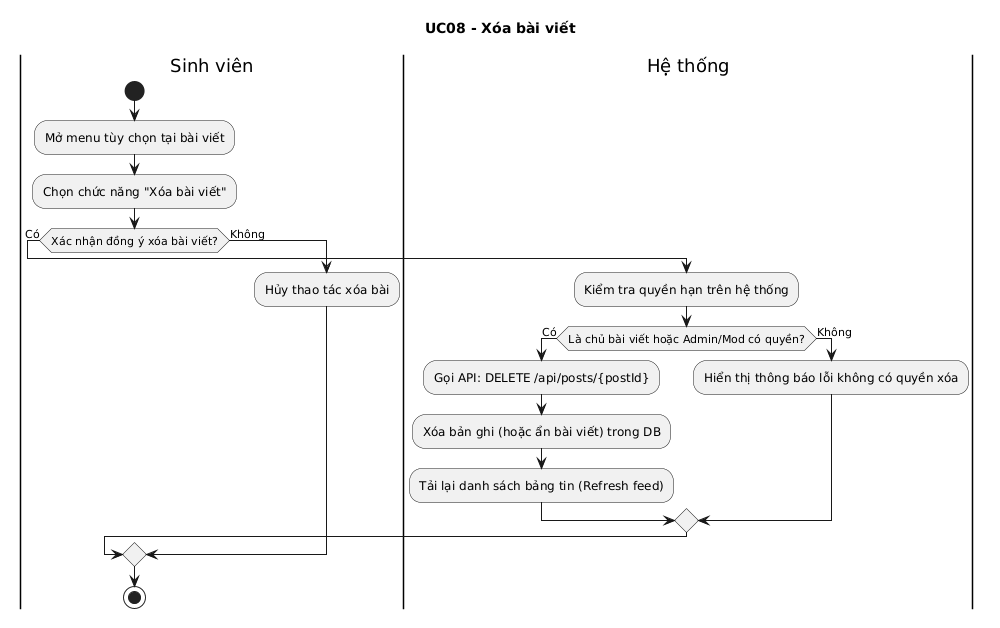 UC08 - Xóa bài viết
Sinh viên
Hệ thống
Mở menu tùy chọn tại bài viết
Chọn chức năng "Xóa bài viết"
Có
Xác nhận đồng ý xóa bài viết?
Không
Hủy thao tác xóa bài
Kiểm tra quyền hạn trên hệ thống
Có
Là chủ bài viết hoặc Admin/Mod có quyền?
Không
Gọi API: DELETE /api/posts/{postId}
Hiển thị thông báo lỗi không có quyền xóa
Xóa bản ghi (hoặc ẩn bài viết) trong DB
Tải lại danh sách bảng tin (Refresh feed)